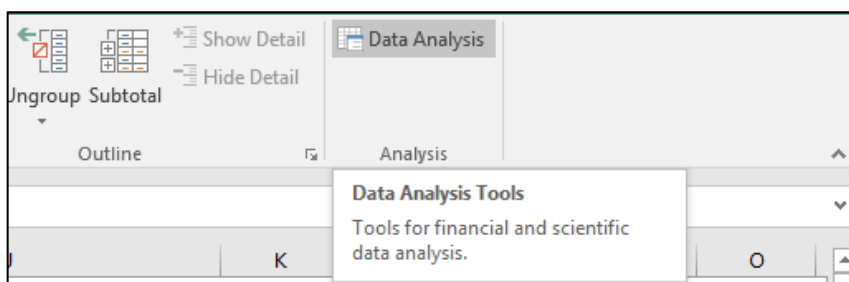 Show Detail
Data Analysis
Hide Detail
Ungroup
Subtotal
Outline
Analysis
Data Analysis Tools
Tools for financial and scientific
data analysis.
J
K
O